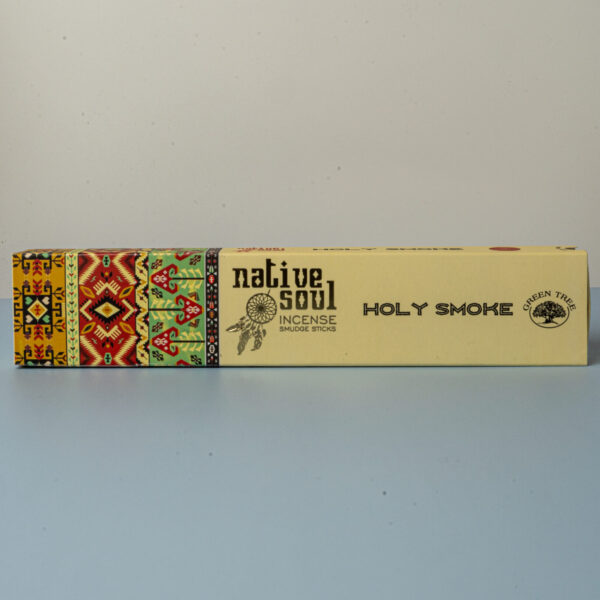 native
soul
INCENSE
SMUDGE STICKS
HOLY SMOKE
GREEN TREE